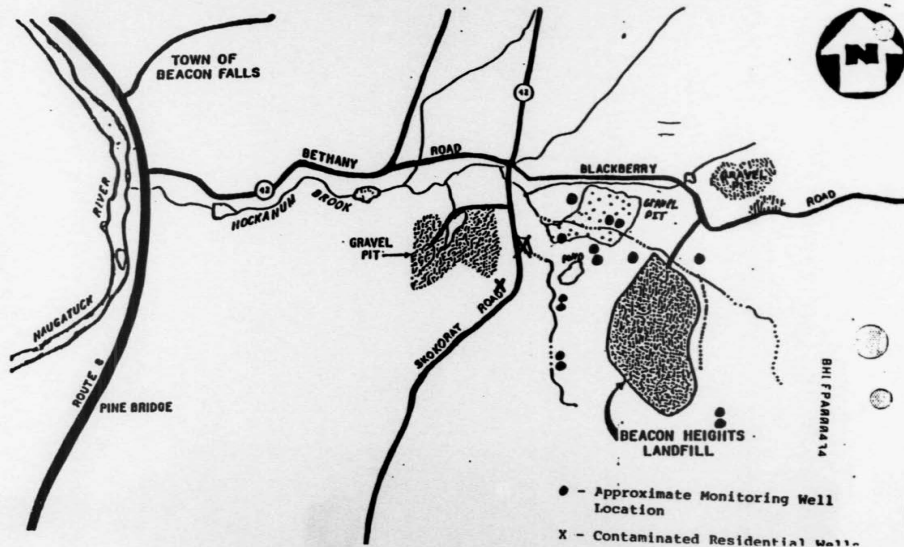 TOWN OF
BEACON FALLS
N
42
BETHANY
ROAD
BLACKBERRY
GRAVEL
PIT
ROAD
42
HOCKANUM
BROOK
GRAVEL
PIT
GRAVEL
PIT
POND
RIVER
NAUGATUCK
SKOKORAT
ROAD
X
ROUTE 8
PINE BRIDGE
BEACON HEIGHTS
LANDFILL
● - Approximate Monitoring Well
Location
X - Contaminated Residential Wells